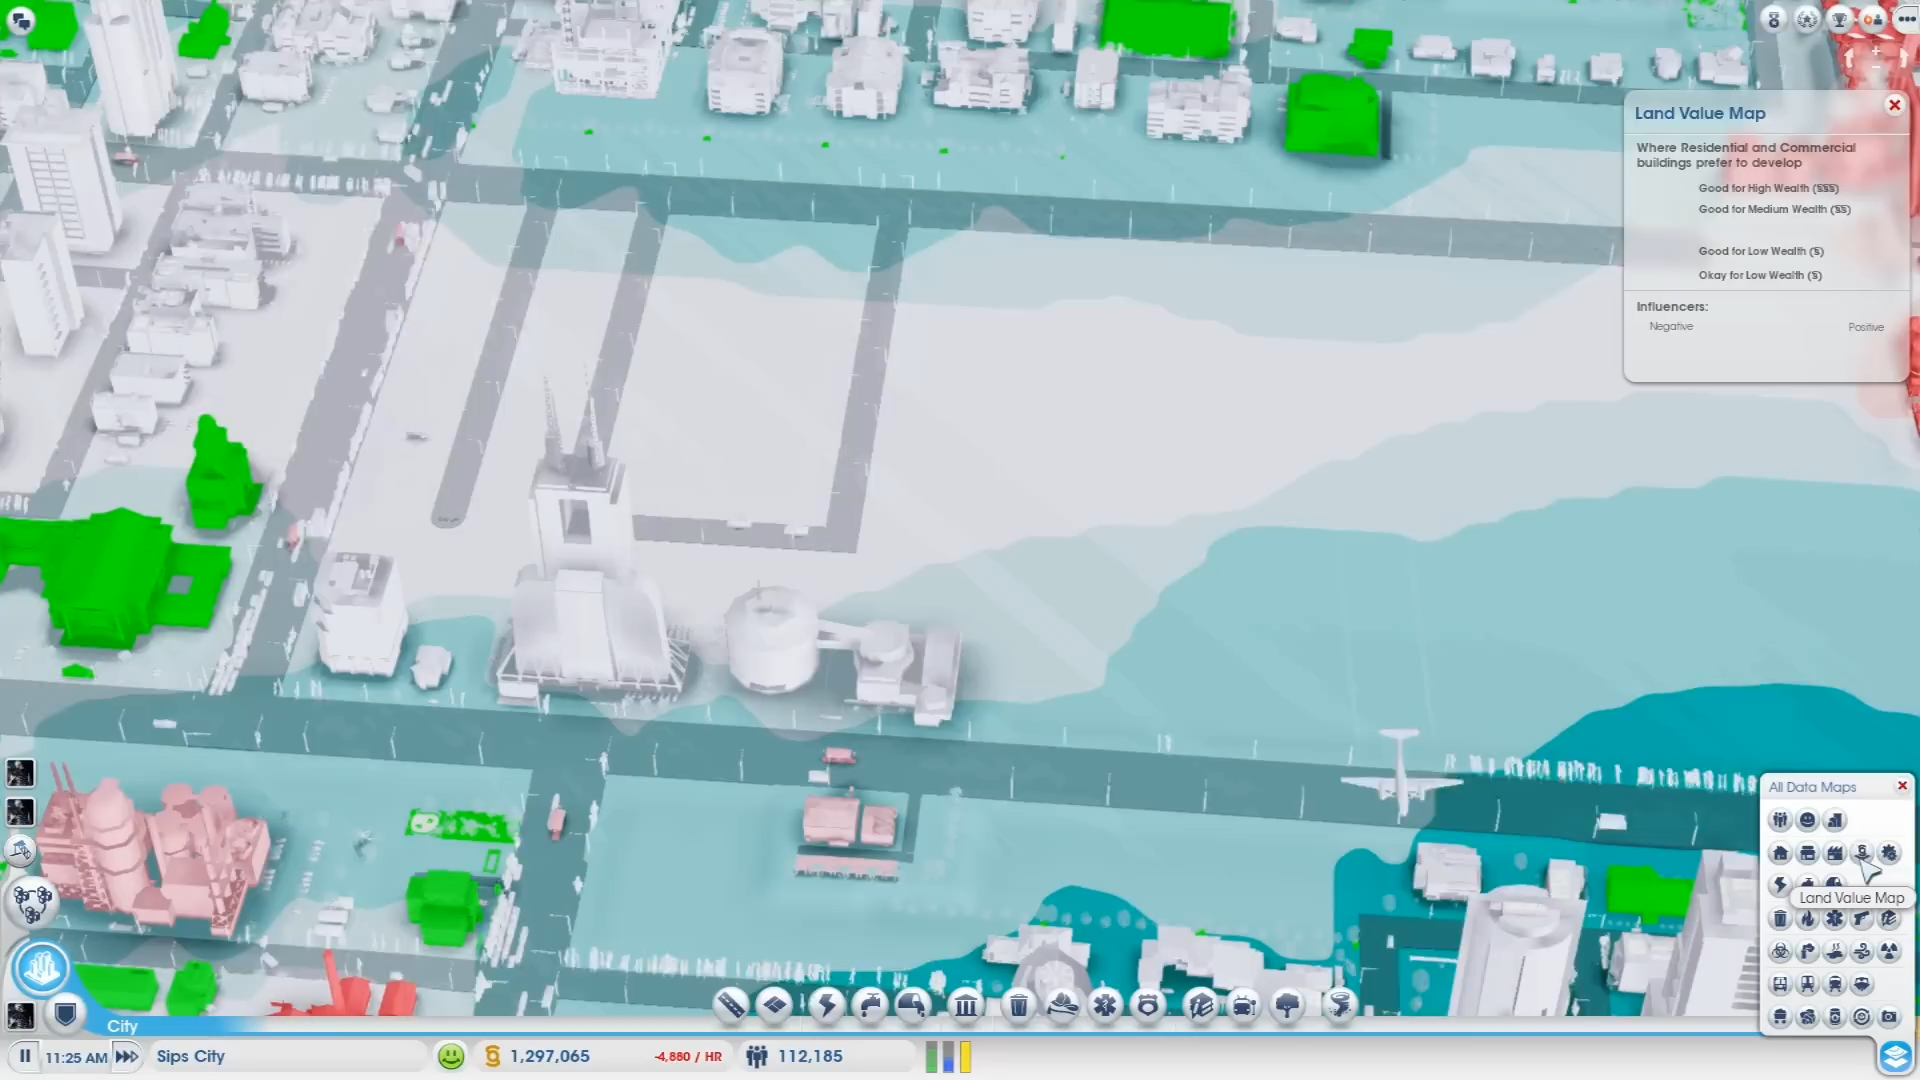 Land Value Map
Where Residential and Commercial
buildings prefer to develop
Good for High Wealth (§§§)
Good for Medium Wealth (§§)
Good for Low Wealth (§)
Okay for Low Wealth (§)
Influencers:
Negative
Positive
All Data Maps
Land Value Map
City
11:25 AM
Sips City
1,297,065
-4,880 / HR
112,185